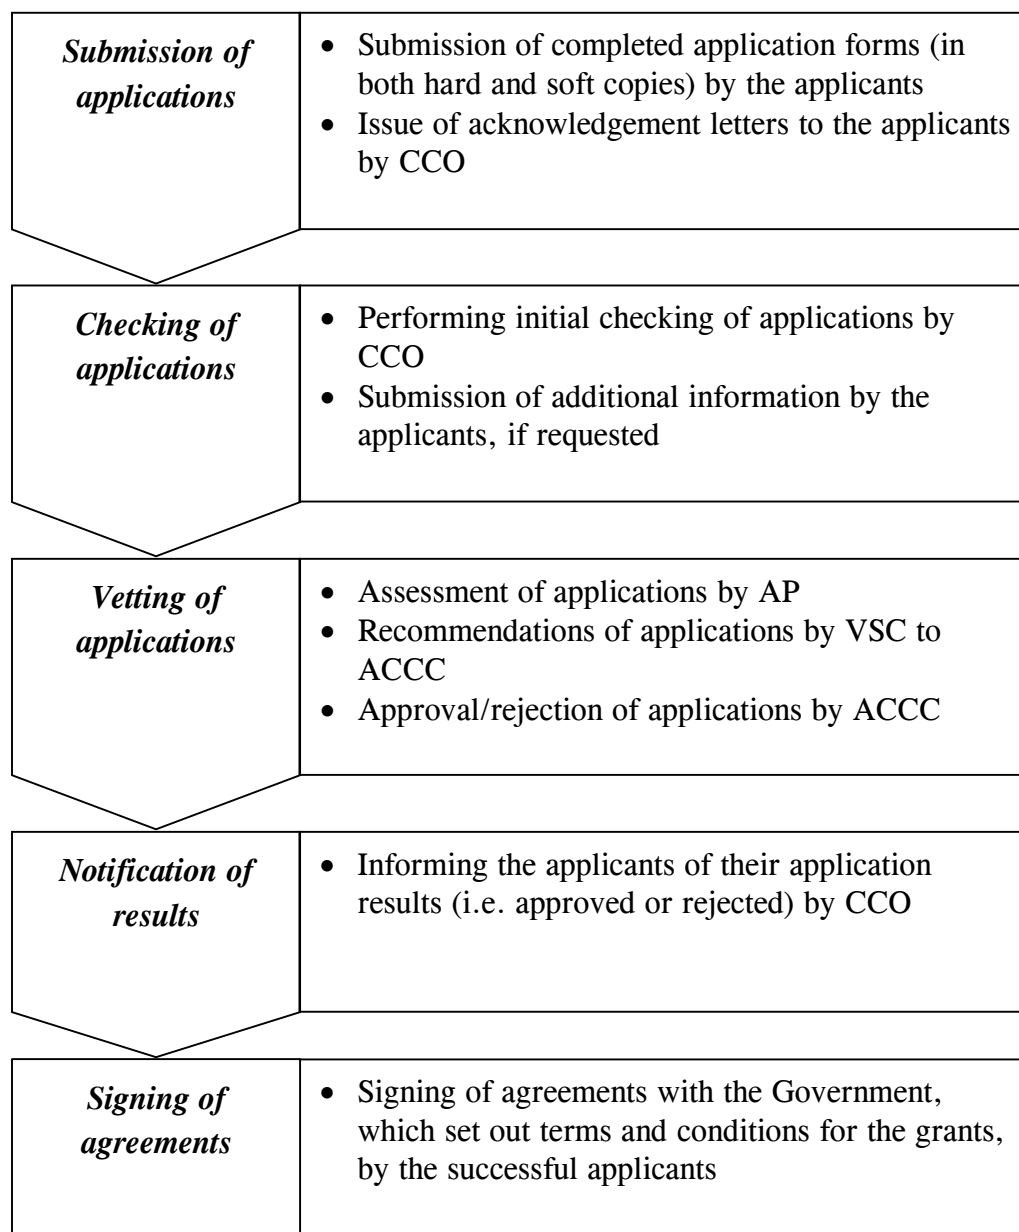 Submission of
applications
• Submission of completed application forms (in
both hard and soft copies) by the applicants
• Issue of acknowledgement letters to the applicants
by CCO
Checking of
applications
• Performing initial checking of applications by
CCO
• Submission of additional information by the
applicants, if requested
Vetting of
applications
• Assessment of applications by AP
• Recommendations of applications by VSC to
ACCC
• Approval/rejection of applications by ACCC
Notification of
results
• Informing the applicants of their application
results (i.e. approved or rejected) by CCO
Signing of
agreements
• Signing of agreements with the Government,
which set out terms and conditions for the grants,
by the successful applicants